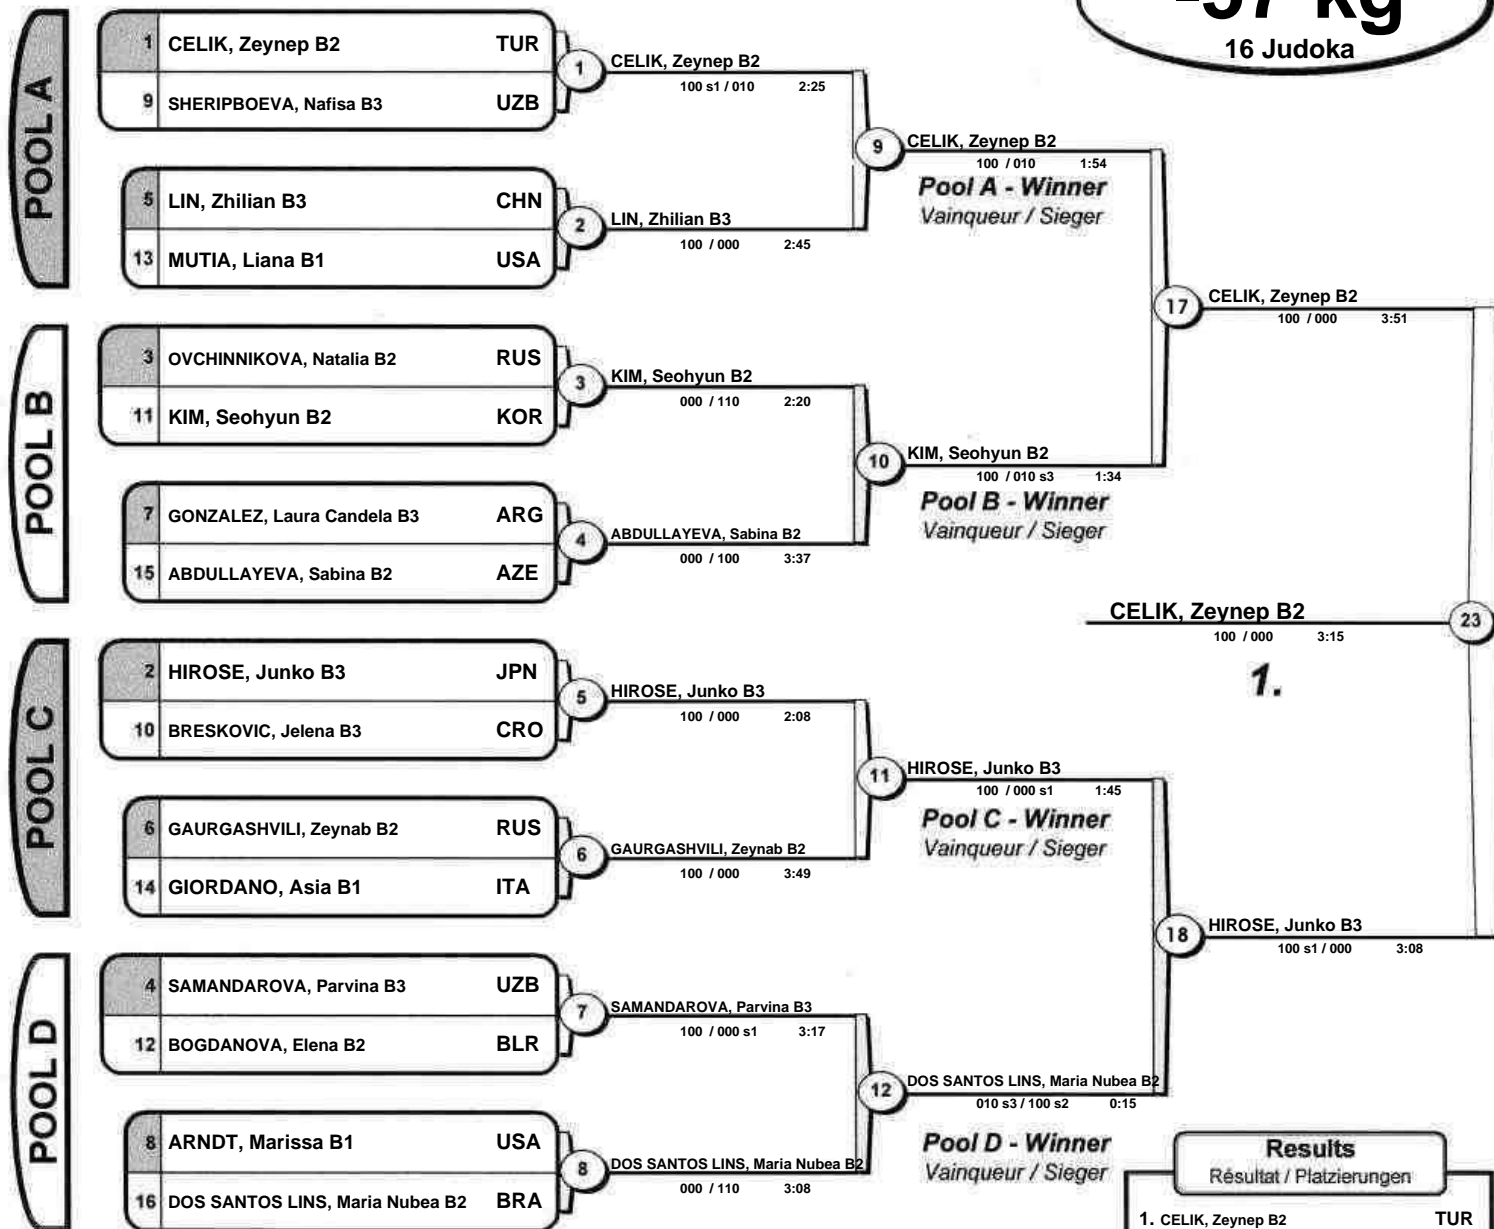 -57 kg
16 Judoka
POOL A
1 CELIK, Zeynep B2 TUR
9 SHERIPBOEVA, Nafisa B3 UZB
1
CELIK, Zeynep B2
100 s1 / 010 2:25
5 LIN, Zhilian B3 CHN
13 MUTIA, Liana B1 USA
2
LIN, Zhilian B3
100 / 000 2:45
9
CELIK, Zeynep B2
100 / 010 1:54
Pool A - Winner
Vainqueur / Sieger
POOL B
3 OVCHINNIKOVA, Natalia B2 RUS
11 KIM, Seohyun B2 KOR
3
KIM, Seohyun B2
000 / 110 2:20
7 GONZALEZ, Laura Candela B3 ARG
15 ABDULLAYEVA, Sabina B2 AZE
4
ABDULLAYEVA, Sabina B2
000 / 100 3:37
10
KIM, Seohyun B2
100 / 010 s3 1:34
Pool B - Winner
Vainqueur / Sieger
17
CELIK, Zeynep B2
100 / 000 3:51
CELIK, Zeynep B2
100 / 000 3:15
23
1.
POOL C
2 HIROSE, Junko B3 JPN
10 BRESKOVIC, Jelena B3 CRO
5
HIROSE, Junko B3
100 / 000 2:08
6 GAURGASHVILI, Zeynab B2 RUS
14 GIORDANO, Asia B1 ITA
6
GAURGASHVILI, Zeynab B2
100 / 000 3:49
11
HIROSE, Junko B3
100 / 000 s1 1:45
Pool C - Winner
Vainqueur / Sieger
18
HIROSE, Junko B3
100 s1 / 000 3:08
POOL D
4 SAMANDAROVA, Parvina B3 UZB
12 BOGDANOVA, Elena B2 BLR
7
SAMANDAROVA, Parvina B3
100 / 000 s1 3:17
8 ARNDT, Marissa B1 USA
16 DOS SANTOS LINS, Maria Nubea B2 BRA
8
DOS SANTOS LINS, Maria Nubea B2
000 / 110 3:08
12
DOS SANTOS LINS, Maria Nubea B2
010 s3 / 100 s2 0:15
Pool D - Winner
Vainqueur / Sieger
Results
Résultat / Platzierungen
1. CELIK, Zeynep B2 TUR